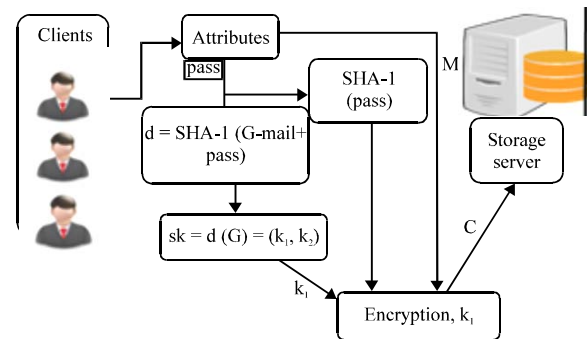 Clients
Attributes
pass
M
SHA-1
(pass)
d = SHA-1 (G-mail+
pass)
Storage
server
sk = d (G) = (k₁, k₂)
C
k₁
Encryption, k₁